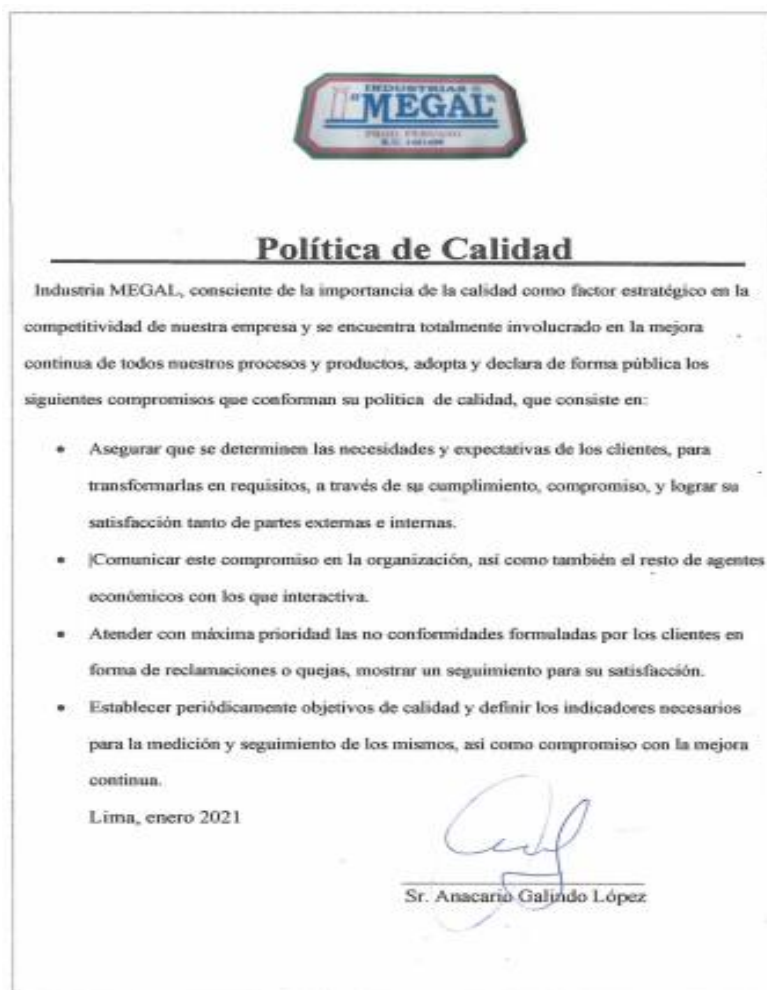 INDUSTRIAS
"MEGAL"
Política de Calidad
Industria MEGAL, consciente de la importancia de la calidad como factor estratégico en la
competitividad de nuestra empresa y se encuentra totalmente involucrado en la mejora
continua de todos nuestros procesos y productos, adopta y declara de forma pública los
siguientes compromisos que conforman su política de calidad, que consiste en:
• Asegurar que se determinen las necesidades y expectativas de los clientes, para
transformarlas en requisitos, a través de su cumplimiento, compromiso, y lograr su
satisfacción tanto de partes externas e internas.
• |Comunicar este compromiso en la organización, así como también el resto de agentes
económicos con los que interactiva.
• Atender con máxima prioridad las no conformidades formuladas por los clientes en
forma de reclamaciones o quejas, mostrar un seguimiento para su satisfacción.
• Establecer periódicamente objetivos de calidad y definir los indicadores necesarios
para la medición y seguimiento de los mismos, así como compromiso con la mejora
continua.
Lima, enero 2021
Sr. Anacario Galindo López